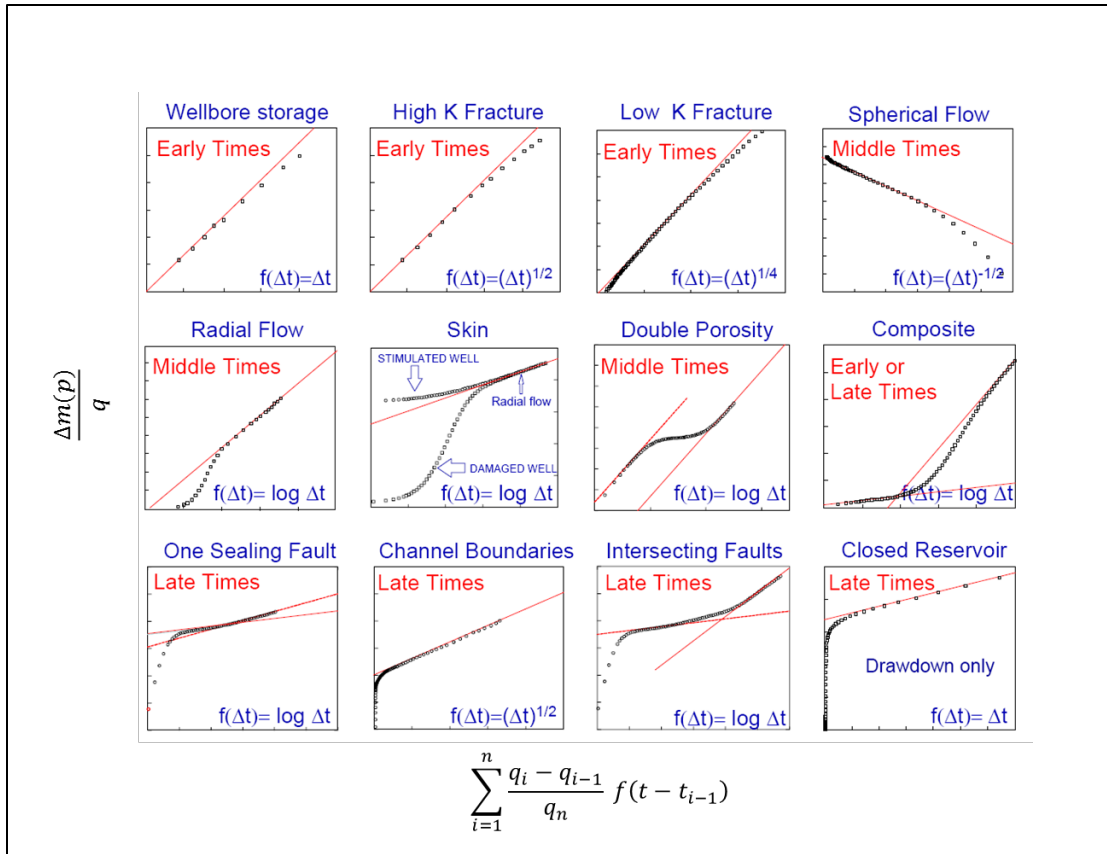 Wellbore storage
Early Times
f(Δt)=Δt
High K Fracture
Early Times
f(Δt)=(Δt)^{1/2}
Low K Fracture
Early Times
f(Δt)=(Δt)^{1/4}
Spherical Flow
Middle Times
f(Δt)=(Δt)^{-1/2}
Radial Flow
Middle Times
f(Δt)= log Δt
Skin
STIMULATED WELL
Radial flow
DAMAGED WELL
f(Δt)= log Δt
Double Porosity
Middle Times
f(Δt)= log Δt
Composite
Early or
Late Times
f(Δt)= log Δt
Δm(p)/q
One Sealing Fault
Late Times
f(Δt)= log Δt
Channel Boundaries
Late Times
f(Δt)=(Δt)^{1/2}
Intersecting Faults
Late Times
f(Δt)= log Δt
Closed Reservoir
Late Times
Drawdown only
f(Δt)= Δt
\sum_{i=1}^{n} \frac{q_i - q_{i-1}}{q_n} f(t - t_{i-1})